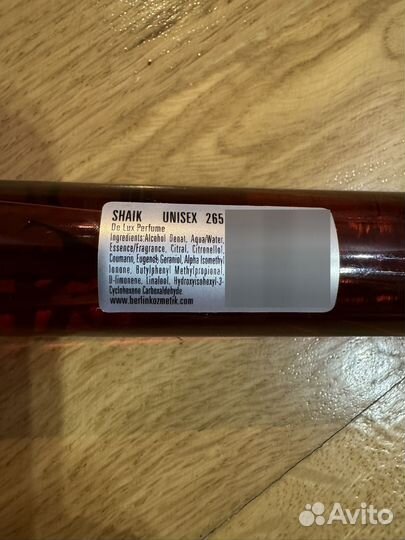 SHAIK UNISEX 265
De Lux Perfume
Ingredients:Alcohol Denat, Aqua/Water,
Essence/Fragrance, Citral, Citronellol,
Coumarin, Eugenol, Geraniol, Alpha Isomethyl
Ionone, Butylphenyl Methylpropional,
D-limonene, Linalool, Hydroxyisohexyl-3-
Cyclohexene Carboxaldehyde
www.berlinkozmetik.com
Avito